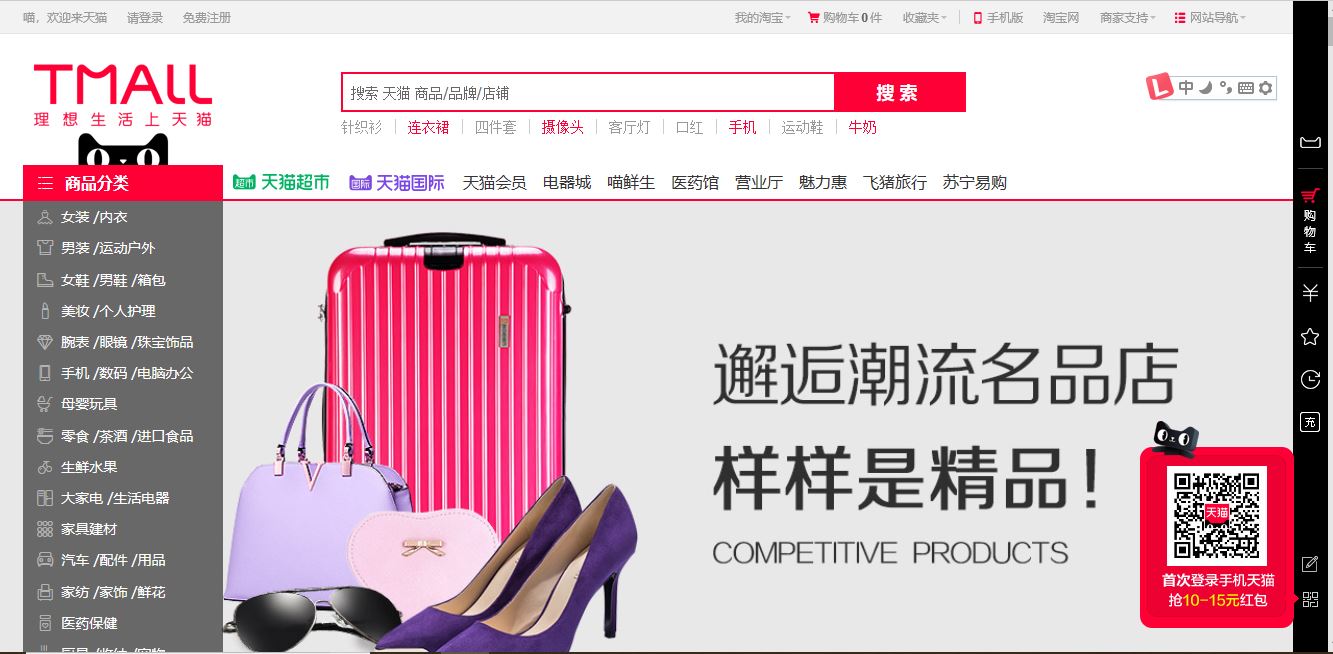 喵，欢迎来天猫 请登录 免费注册 我的淘宝 购物车0件 收藏夹 手机版 淘宝网 商家支持 网站导航
TMALL
理想生活上天猫
搜索 天猫 商品/品牌/店铺 搜索
中
针织衫 连衣裙 四件套 摄像头 客厅灯 口红 手机 运动鞋 牛奶
商品分类 超市 天猫超市 国际 天猫国际 天猫会员 电器城 喵鲜生 医药馆 营业厅 魅力惠 飞猪旅行 苏宁易购
女装 /内衣
男装 /运动户外
女鞋 /男鞋 /箱包
美妆 /个人护理
腕表 /眼镜 /珠宝饰品
手机 /数码 /电脑办公
母婴玩具
零食 /茶酒 /进口食品
生鲜水果
大家电 /生活电器
家具建材
汽车 /配件 /用品
家纺 /家饰 /鲜花
医药保健
邂逅潮流名品店
样样是精品！
COMPETITIVE PRODUCTS
天猫
首次登录手机天猫
抢10-15元红包
购物车
充